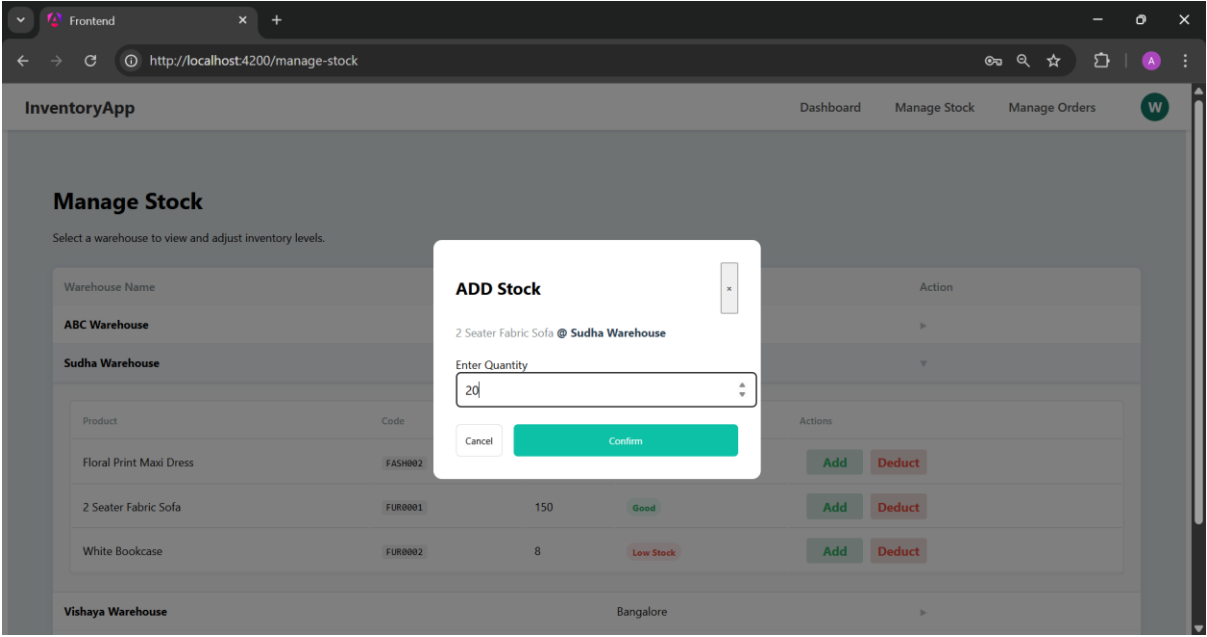 Frontend
http://localhost:4200/manage-stock
A
InventoryApp Dashboard Manage Stock Manage Orders W
Manage Stock
Select a warehouse to view and adjust inventory levels.
Warehouse Name Action
ABC Warehouse
Sudha Warehouse
ADD Stock ×
2 Seater Fabric Sofa @ Sudha Warehouse
Enter Quantity
20
Cancel Confirm
Product Code Actions
Floral Print Maxi Dress FASH002 Add Deduct
2 Seater Fabric Sofa FUR0001 150 Good Add Deduct
White Bookcase FUR0002 8 Low Stock Add Deduct
Vishaya Warehouse Bangalore